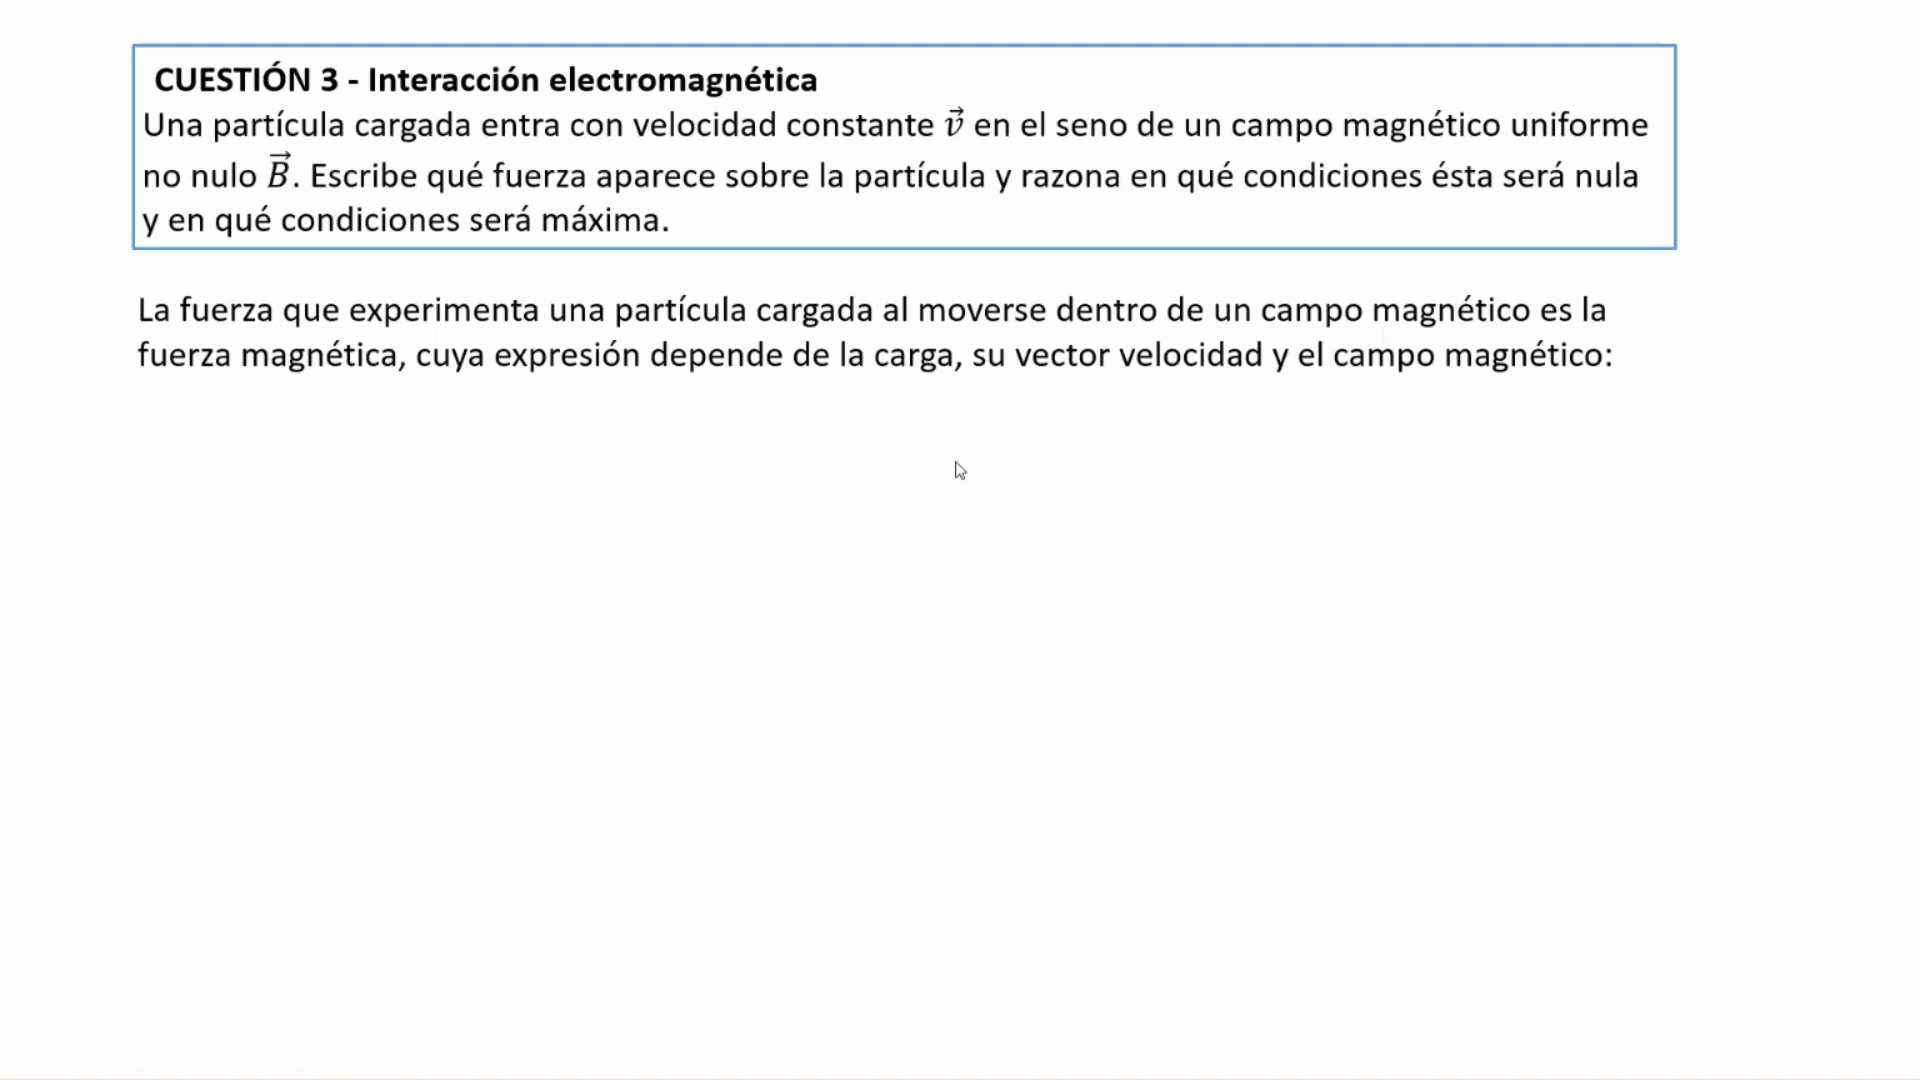 CUESTIÓN 3 - Interacción electromagnética
Una partícula cargada entra con velocidad constante v⃗ en el seno de un campo magnético uniforme
no nulo B⃗. Escribe qué fuerza aparece sobre la partícula y razona en qué condiciones ésta será nula
y en qué condiciones será máxima.
La fuerza que experimenta una partícula cargada al moverse dentro de un campo magnético es la
fuerza magnética, cuya expresión depende de la carga, su vector velocidad y el campo magnético: